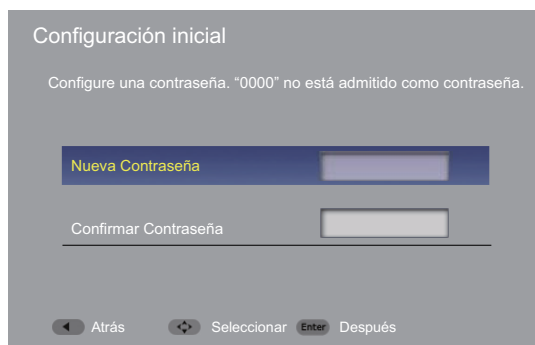 Configuración inicial
Configure una contraseña. “0000” no está admitido como contraseña.
Nueva Contraseña
Confirmar Contraseña
Atrás Seleccionar Enter Después